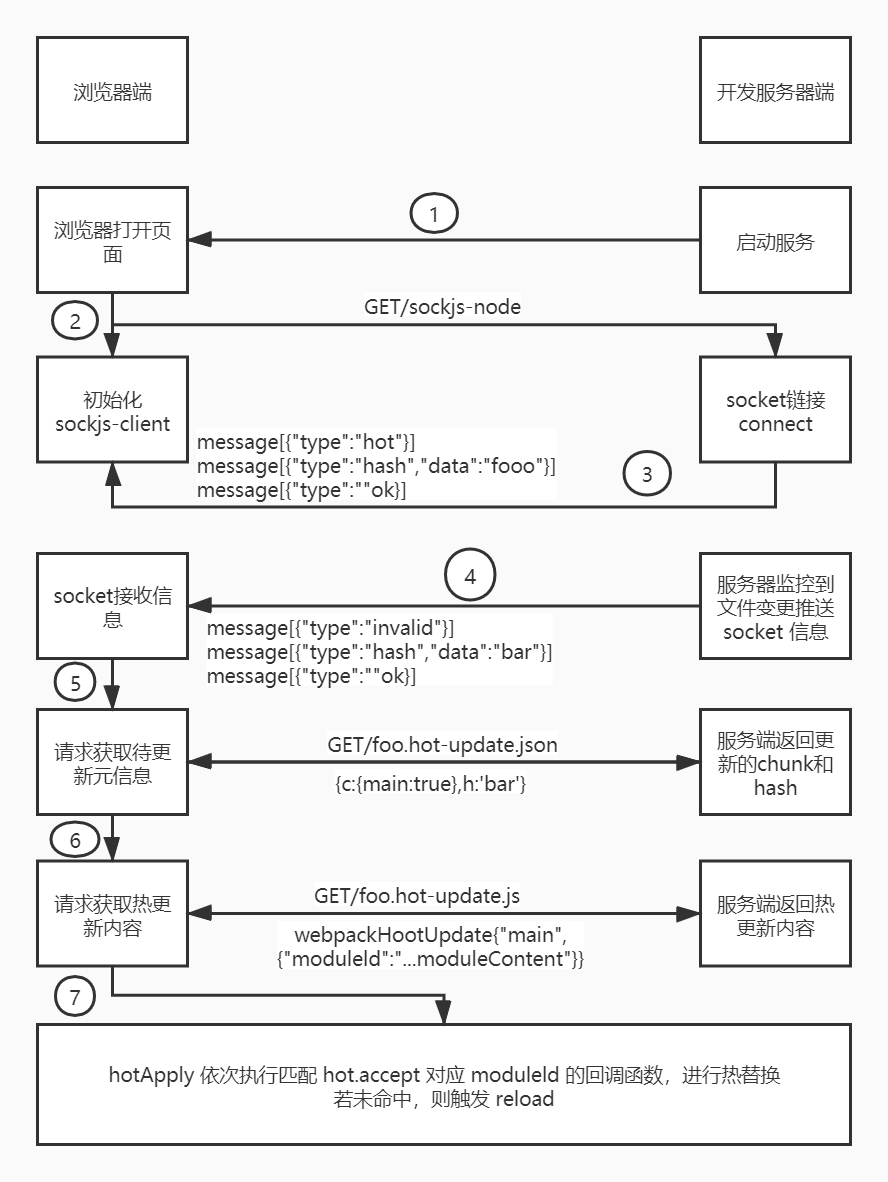 浏览器端
开发服务器端
1
浏览器打开页
面
启动服务
2
GET/sockjs-node
初始化
sockjs-client
socket链接
connect
message[{"type":"hot"}]
message[{"type":"hash","data":"fooo"}]
message[{"type":""ok}]
3
4
socket接收信
息
服务器监控到
文件变更推送
socket 信息
message[{"type":"invalid"}]
message[{"type":"hash","data":"bar"}]
message[{"type":""ok}]
5
请求获取待更
新元信息
GET/foo.hot-update.json
{c:{main:true},h:'bar'}
服务端返回更
新的chunk和
hash
6
请求获取热更
新内容
GET/foo.hot-update.js
webpackHootUpdate{"main",
{"moduleId":"...moduleContent"}}
服务端返回热
更新内容
7
hotApply 依次执行匹配 hot.accept 对应 moduleId 的回调函数，进行热替换
若未命中，则触发 reload